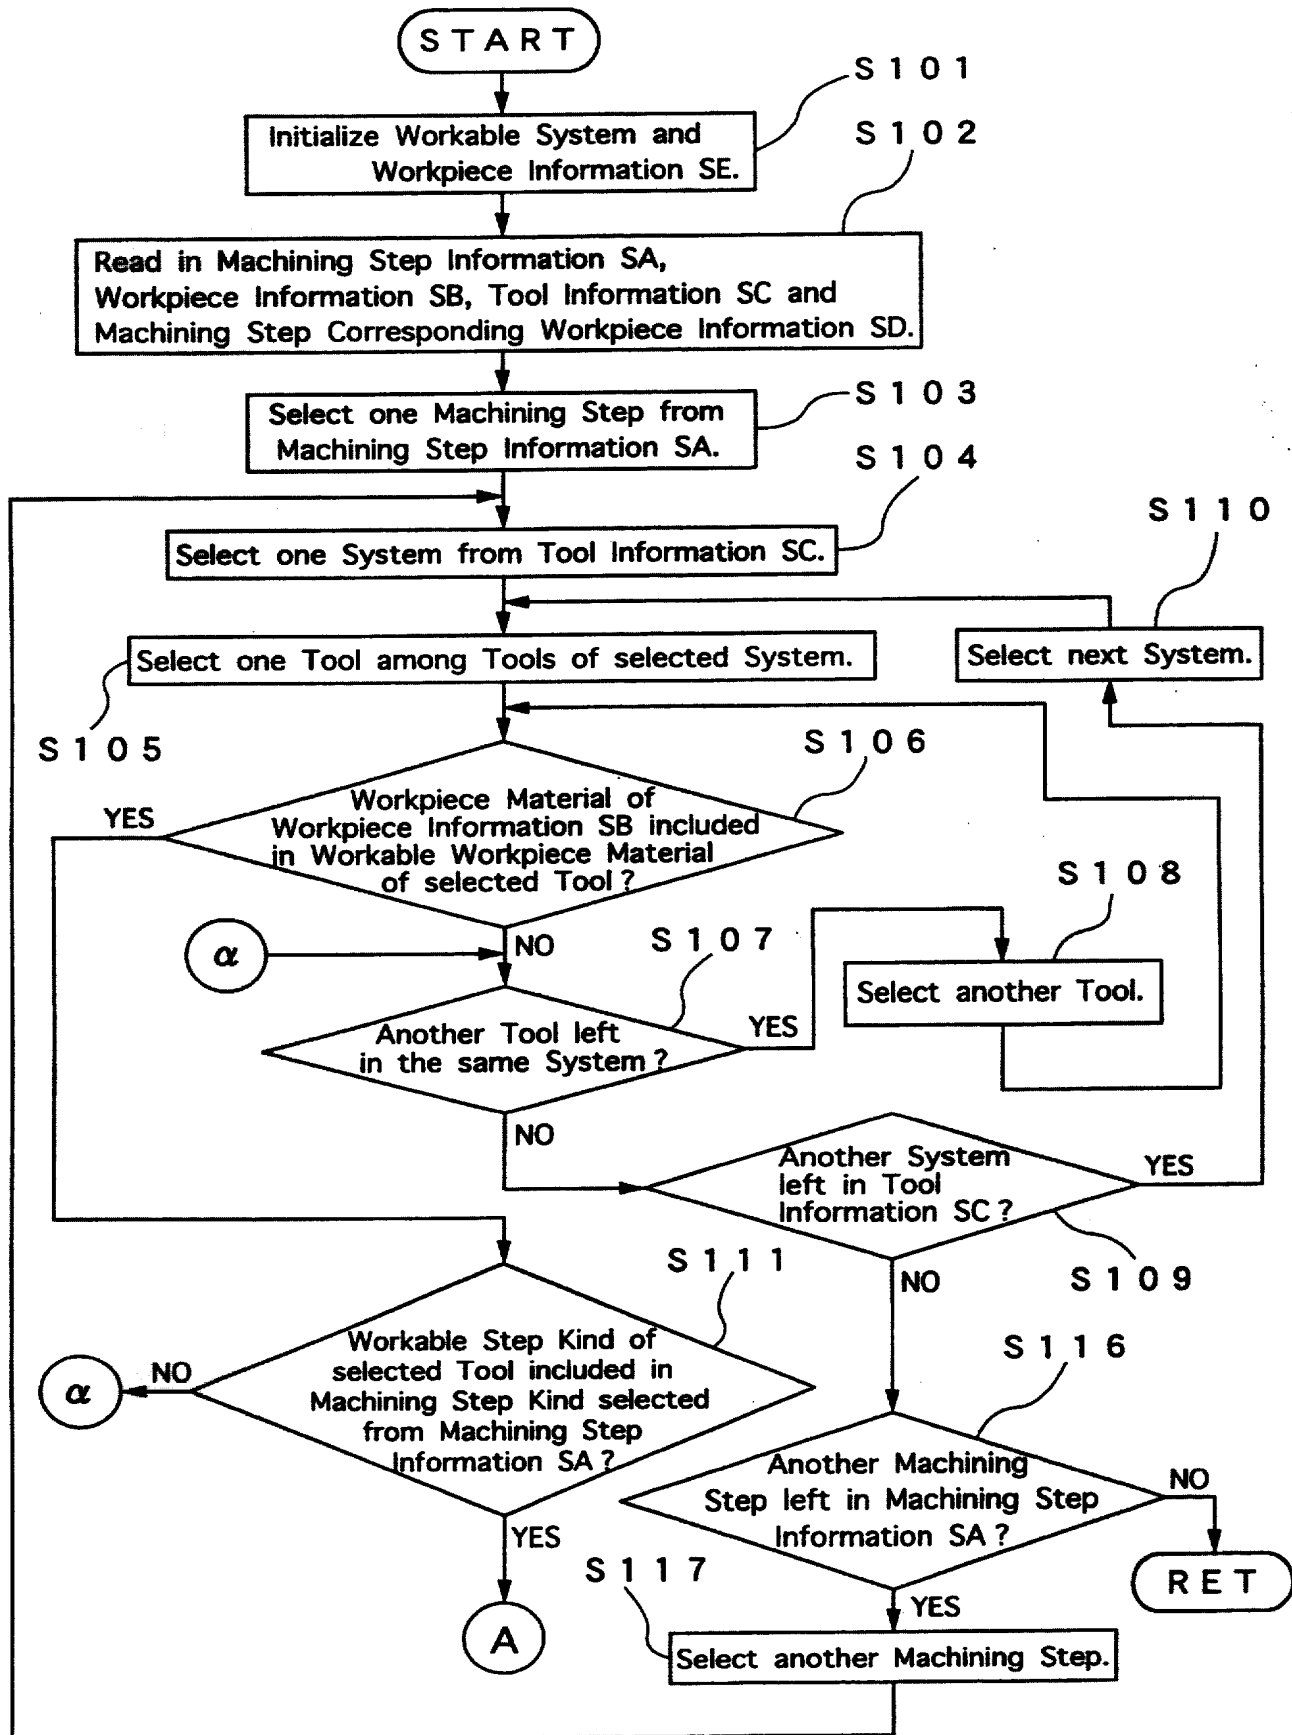 START
S101
Initialize Workable System and
Workpiece Information SE.
S102
Read in Machining Step Information SA,
Workpiece Information SB, Tool Information SC and
Machining Step Corresponding Workpiece Information SD.
S103
Select one Machining Step from
Machining Step Information SA.
S104
Select one System from Tool Information SC.
S110
Select one Tool among Tools of selected System.
Select next System.
S105
S106
YES
Workpiece Material of
Workpiece Information SB included
in Workable Workpiece Material
of selected Tool?
S108
α
NO
S107
Select another Tool.
Another Tool left
in the same System?
YES
NO
Another System
left in Tool
Information SC?
YES
S109
NO
S111
Workable Step Kind of
selected Tool included in
Machining Step Kind selected
from Machining Step
Information SA?
α
NO
S116
Another Machining
Step left in Machining Step
Information SA?
NO
YES
RET
S117
YES
A
Select another Machining Step.